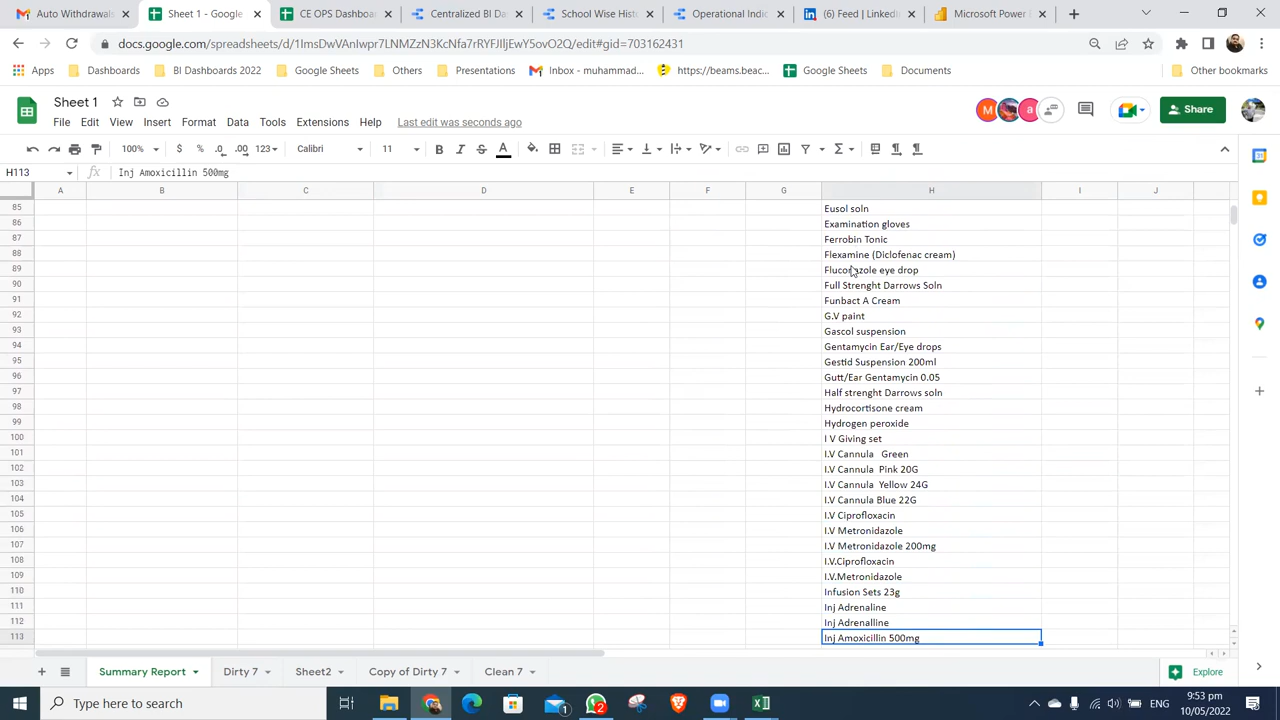 Auto Withdrawals
Sheet 1 - Google
CE OPS Dashboar
Centrilized BI Da
School Wise Hist
Operational Indic
(6) Feed | LinkedIn
Microsoft Power
docs.google.com/spreadsheets/d/1ImsDwVAnIwpr7LNMZzN3KcNfa7rRYFJIljEwY5vvO2Q/edit#gid=703162431
Apps
Dashboards
BI Dashboards 2022
Google Sheets
Others
Presentations
Inbox - muhammad...
https://beams.beac...
Google Sheets
Documents
Other bookmarks
Sheet 1
M
a
Share
File Edit View Insert Format Data Tools Extensions Help Last edit was seconds ago
100% $ % .0 .00 123 Calibri 11 B I S A
H113 fx Inj Amoxicillin 500mg
A B C D E F G H I J
85 Eusol soln
86 Examination gloves
87 Ferrobin Tonic
88 Flexamine (Diclofenac cream)
89 Fluconazole eye drop
90 Full Strenght Darrows Soln
91 Funbact A Cream
92 G.V paint
93 Gascol suspension
94 Gentamycin Ear/Eye drops
95 Gestid Suspension 200ml
96 Gutt/Ear Gentamycin 0.05
97 Half strenght Darrows soln
98 Hydrocortisone cream
99 Hydrogen peroxide
100 I V Giving set
101 I.V Cannula Green
102 I.V Cannula Pink 20G
103 I.V Cannula Yellow 24G
104 I.V Cannula Blue 22G
105 I.V Ciprofloxacin
106 I.V Metronidazole
107 I.V Metronidazole 200mg
108 I.V.Ciprofloxacin
109 I.V.Metronidazole
110 Infusion Sets 23g
111 Inj Adrenaline
112 Inj Adrenalline
113 Inj Amoxicillin 500mg
Summary Report
Dirty 7
Sheet2
Copy of Dirty 7
Clean 7
Explore
Type here to search
1
2
9:53 pm
10/05/2022